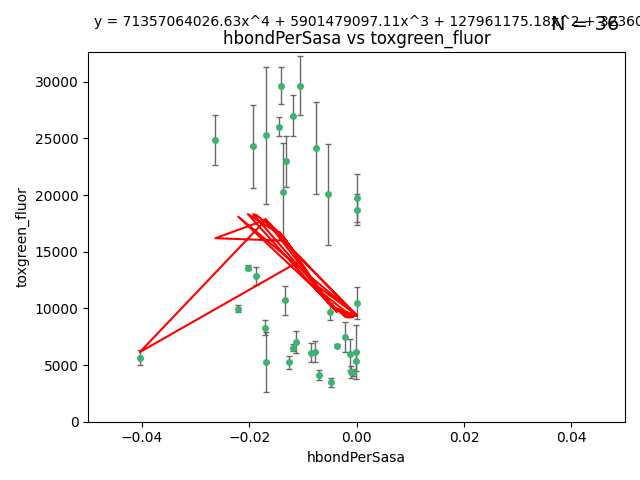 y = 71357064026.63x^4 + 5901479097.11x^3 + 127961175.18x^2 +
N = 36
hbondPerSasa vs toxgreen_fluor
30000
25000
20000
15000
10000
5000
0
toxgreen_fluor
−0.04 −0.02 0.00 0.02 0.04
hbondPerSasa